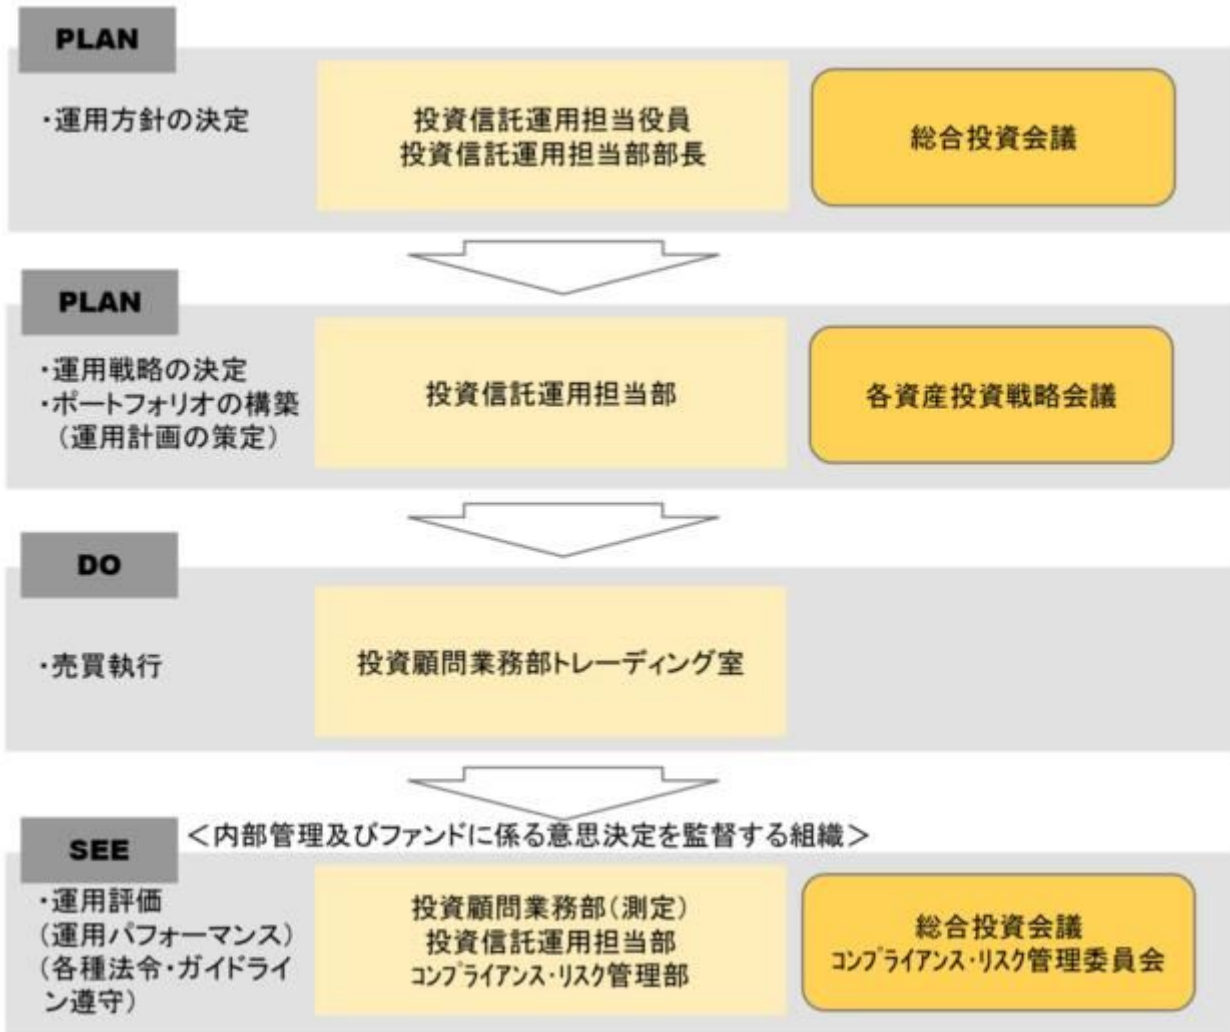 PLAN
・運用方針の決定
投資信託運用担当役員
投資信託運用担当部部長
総合投資会議
PLAN
・運用戦略の決定
・ポートフォリオの構築
(運用計画の策定)
投資信託運用担当部
各資産投資戦略会議
DO
・売買執行
投資顧問業務部トレーディング室
SEE
＜内部管理及びファンドに係る意思決定を監督する組織＞
・運用評価
(運用パフォーマンス)
(各種法令・ガイドライ
ン遵守)
投資顧問業務部(測定)
投資信託運用担当部
コンプライアンス・リスク管理部
総合投資会議
コンプライアンス・リスク管理委員会